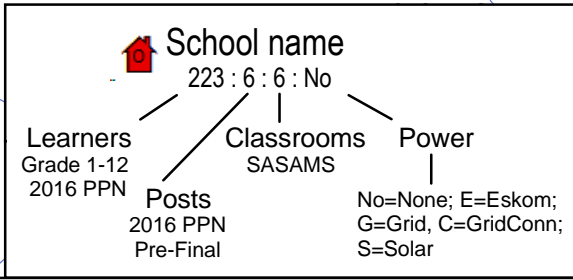 School name
O
223 : 6 : 6 : No
Learners
Grade 1-12
2016 PPN
Posts
2016 PPN
Pre-Final
Classrooms
SASAMS
Power
No=None; E=Eskom;
G=Grid, C=GridConn;
S=Solar